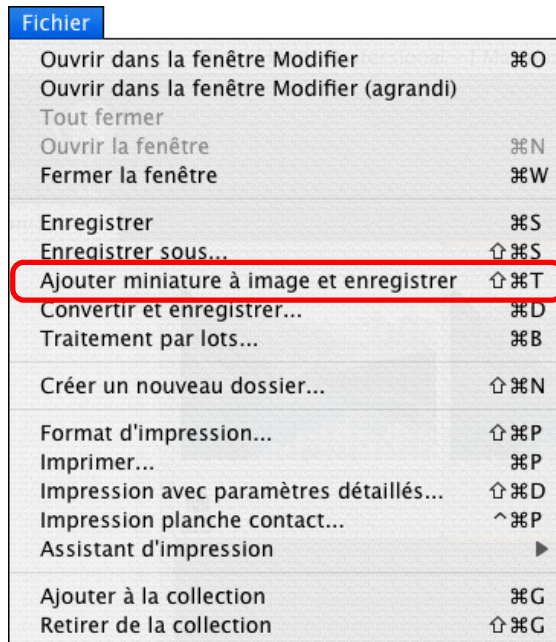 Fichier
Ouvrir dans la fenêtre Modifier ⌘O
Ouvrir dans la fenêtre Modifier (agrandi)
Tout fermer
Ouvrir la fenêtre ⌘N
Fermer la fenêtre ⌘W
Enregistrer ⌘S
Enregistrer sous... ⇧⌘S
Ajouter miniature à image et enregistrer ⇧⌘T
Convertir et enregistrer... ⌘D
Traitement par lots... ⌘B
Créer un nouveau dossier... ⇧⌘N
Format d'impression... ⇧⌘P
Imprimer... ⌘P
Impression avec paramètres détaillés... ⇧⌘D
Impression planche contact... ^⌘P
Assistant d'impression ▶
Ajouter à la collection ⌘G
Retirer de la collection ⇧⌘G